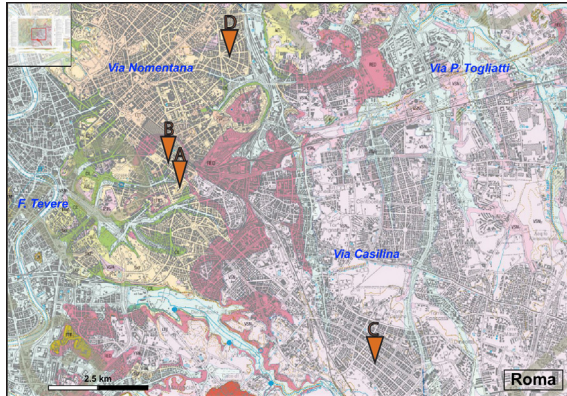 D
Via Nomentana
Via P. Togliatti
B
A
F. Tevere
Via Casilina
C
2.5 km
Roma